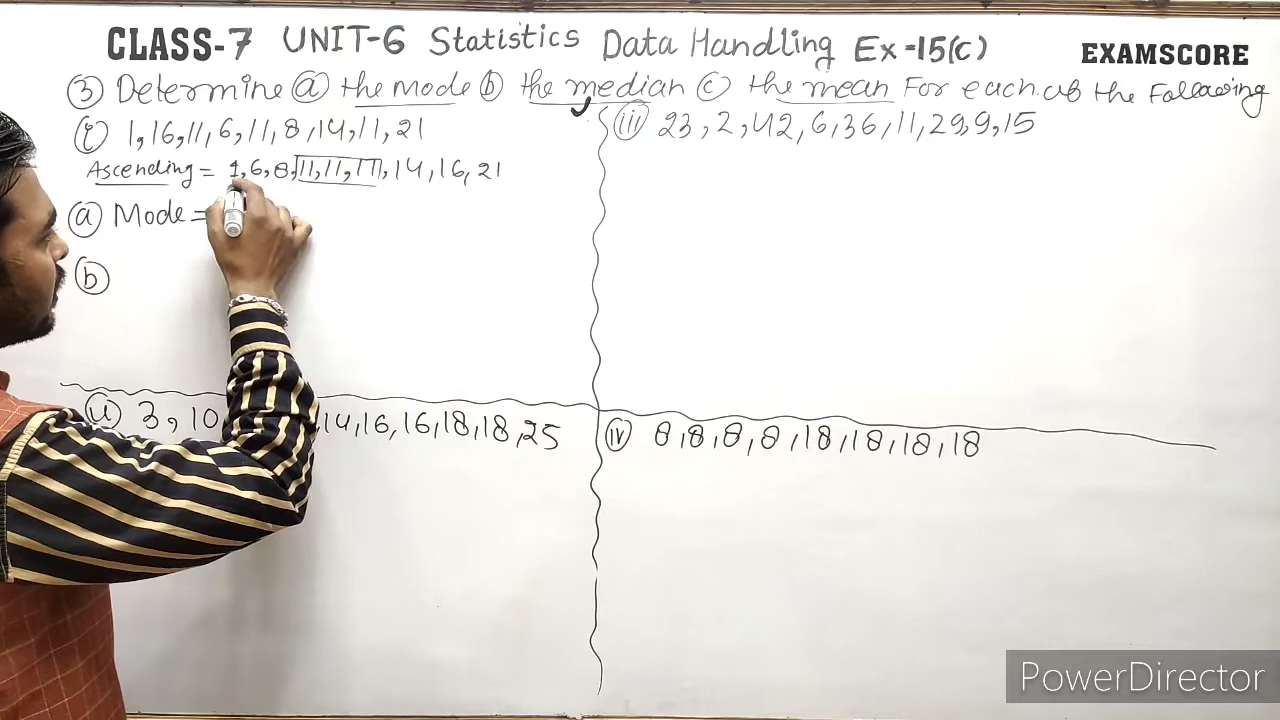 CLASS-7 UNIT-6 Statistics Data Handling Ex-15(C)
EXAMSCORE
③ Determine ⓐ the mode ⓑ the median ⓒ the mean For each of the Following
(i) 1,16,11,6,11,8,14,11,21
Ascending = 1,6,8,11,11,11,14,16,21
ⓐ Mode =
ⓑ
(ii) 3,10 ,14,16,16,18,18,25
(iii) 23,2,42,6,36,11,29,9,15
(iv) 8,8,8,8,18,18,18,18
PowerDirector